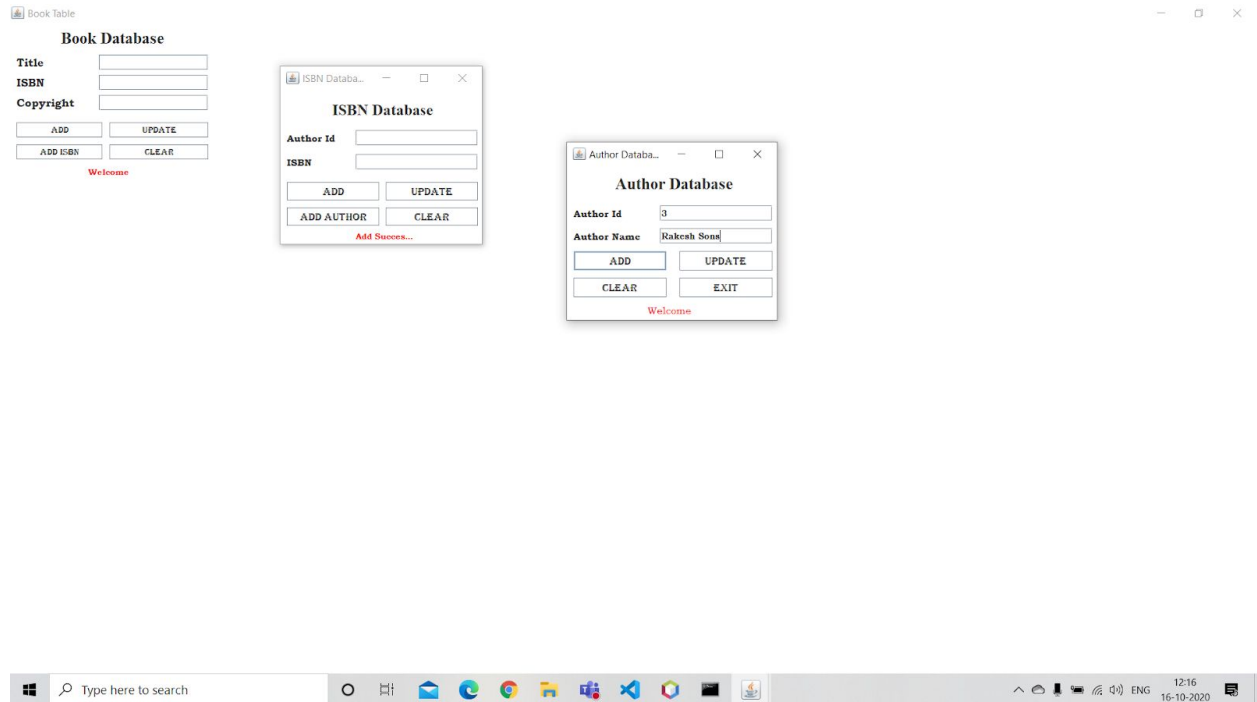 Book Table
Book Database
Title
ISBN
Copyright
ADD UPDATE
ADD ISBN CLEAR
Welcome
ISBN Databa...
ISBN Database
Author Id
ISBN
ADD UPDATE
ADD AUTHOR CLEAR
Add Succes...
Author Databa...
Author Database
Author Id 3
Author Name Rakesh Sons
ADD UPDATE
CLEAR EXIT
Welcome
Type here to search
ENG
12:16
16-10-2020